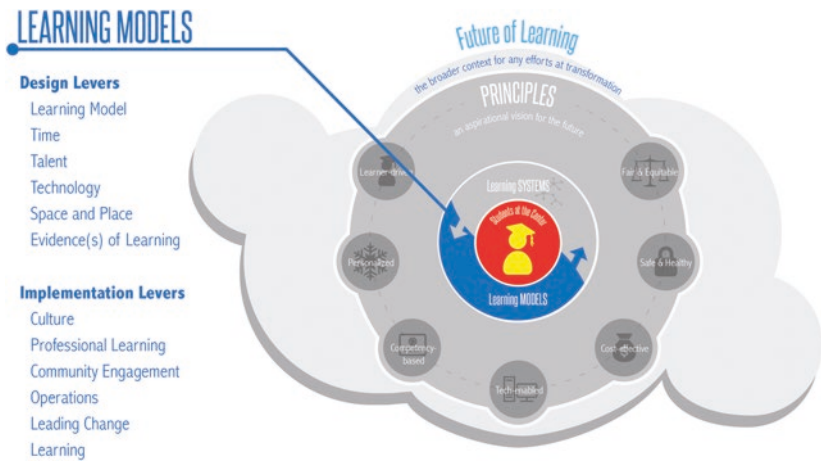 LEARNING MODELS
Design Levers
Learning Model
Time
Talent
Technology
Space and Place
Evidence(s) of Learning
Implementation Levers
Culture
Professional Learning
Community Engagement
Operations
Leading Change
Learning
Future of Learning
the broader context for any efforts at transformation
PRINCIPLES
an aspirational vision for the future
Learner-driven
Fair & Equitable
Learning SYSTEMS
Students at the Center
Personalized
Safe & Healthy
Learning MODELS
Competency-
based
Cost-effective
Tech-enabled